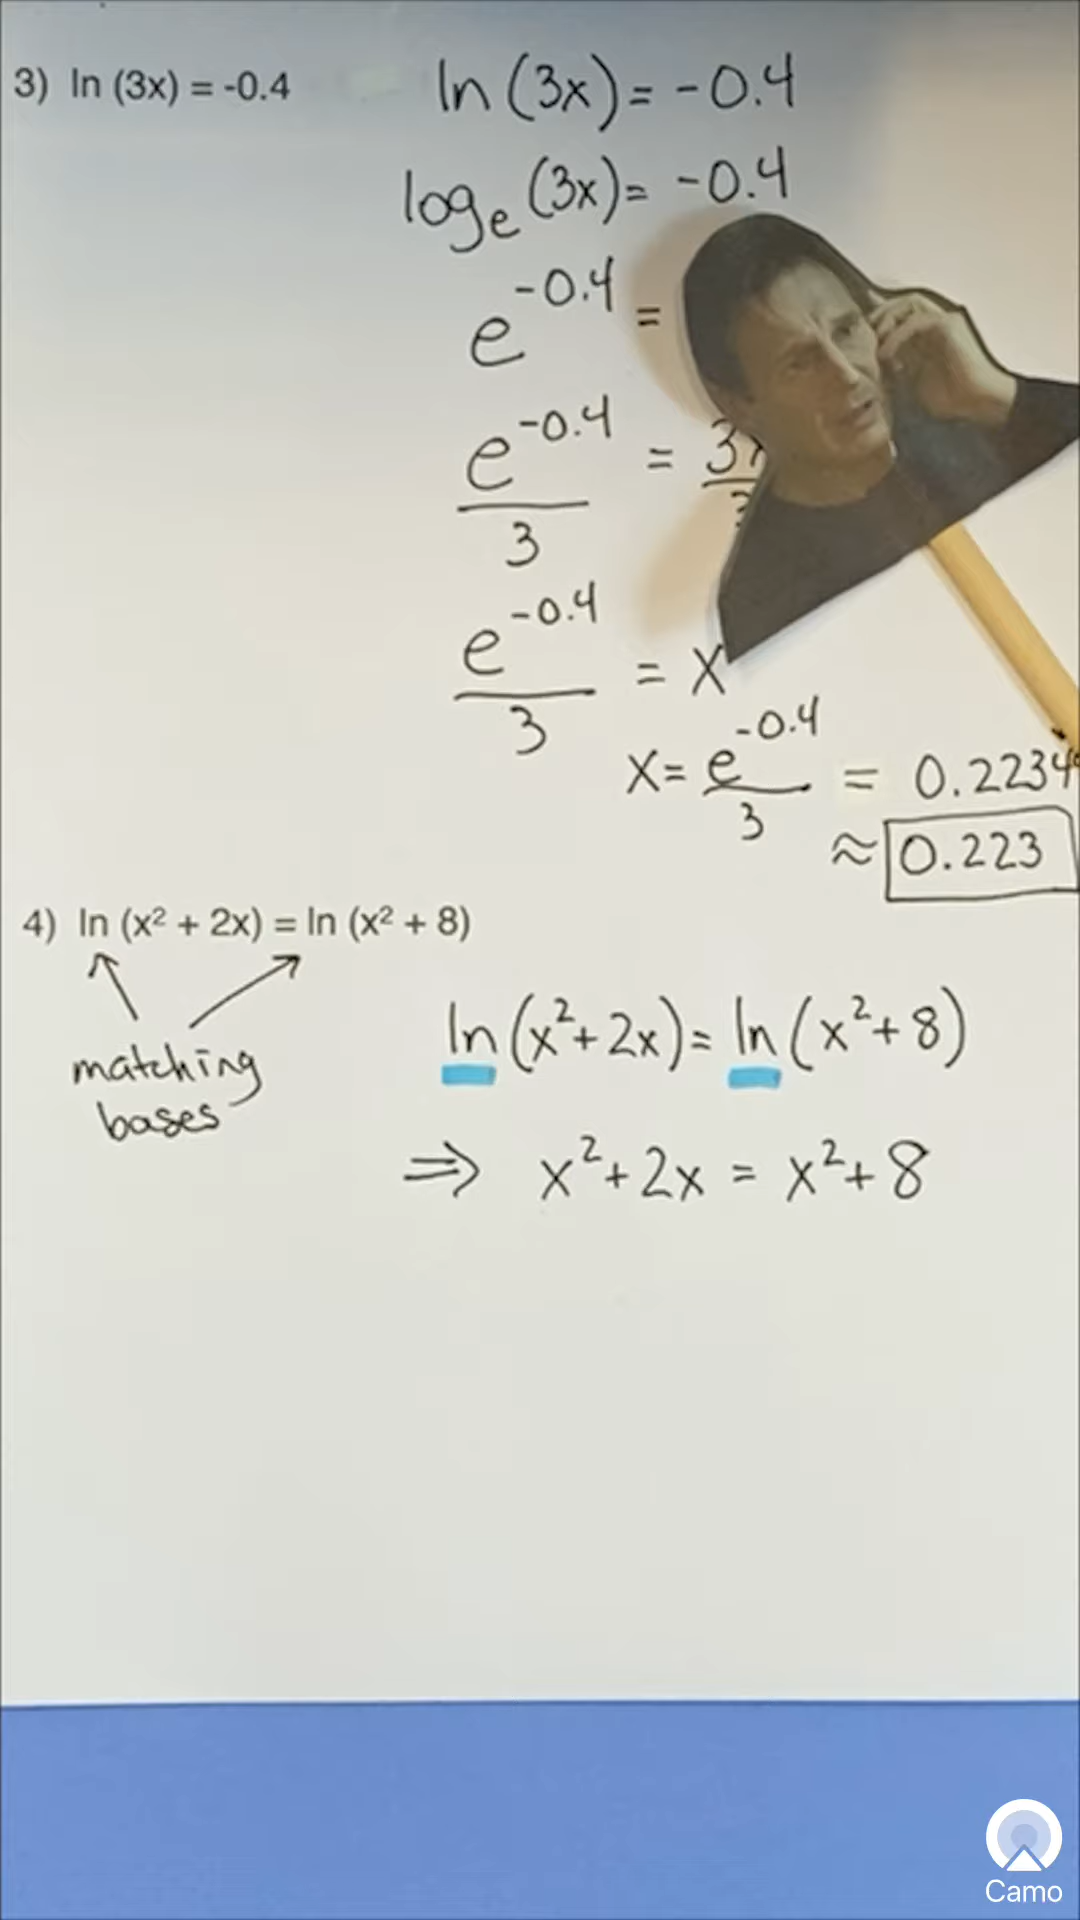 3) ln (3x) = -0.4
ln (3x) = -0.4
logₑ (3x) = -0.4
e^-0.4 =
e^-0.4/3 = 3
e^-0.4/3 = x
x = e^-0.4/3 = 0.2234
≈ 0.223
4) ln (x² + 2x) = ln (x² + 8)
matching
bases
ln (x² + 2x) = ln (x² + 8)
⇒ x² + 2x = x² + 8
Camo